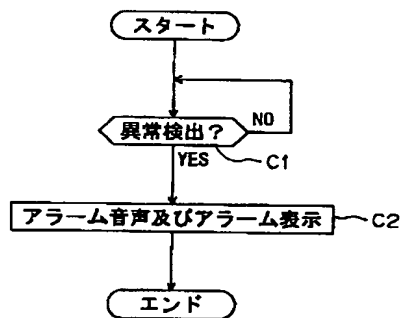 スタート
異常検出?
NO
YES
C1
アラーム音声及びアラーム表示
C2
エンド